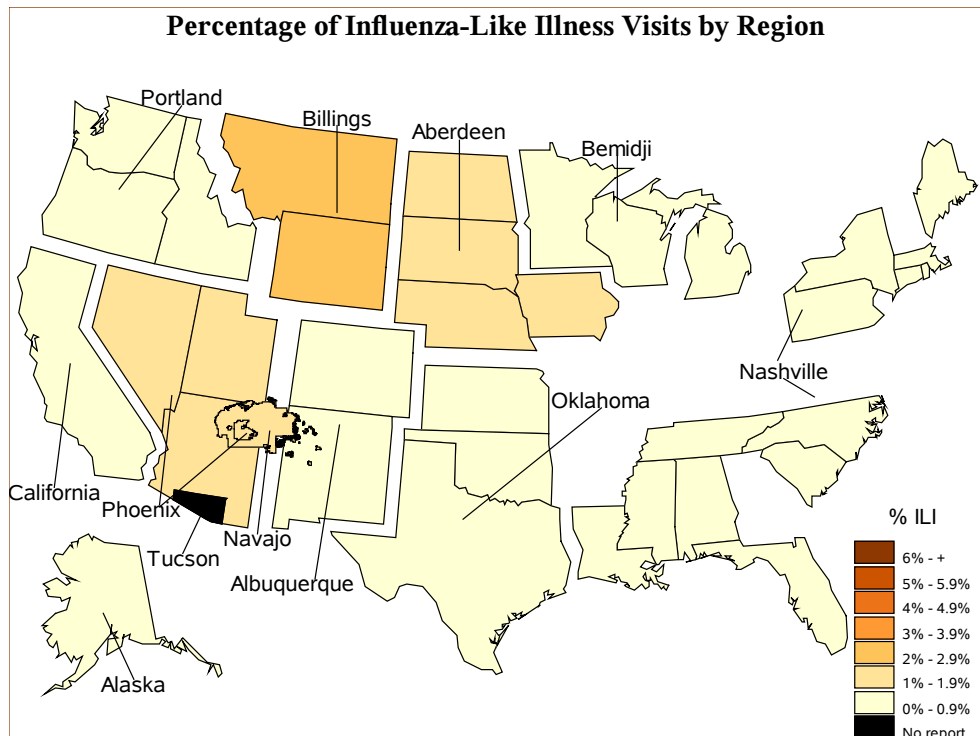 Percentage of Influenza-Like Illness Visits by Region
Portland
Billings
Aberdeen
Bemidji
Nashville
Oklahoma
California
Phoenix
Navajo
Tucson
Albuquerque
Alaska
% ILI
6% - +
5% - 5.9%
4% - 4.9%
3% - 3.9%
2% - 2.9%
1% - 1.9%
0% - 0.9%
No report